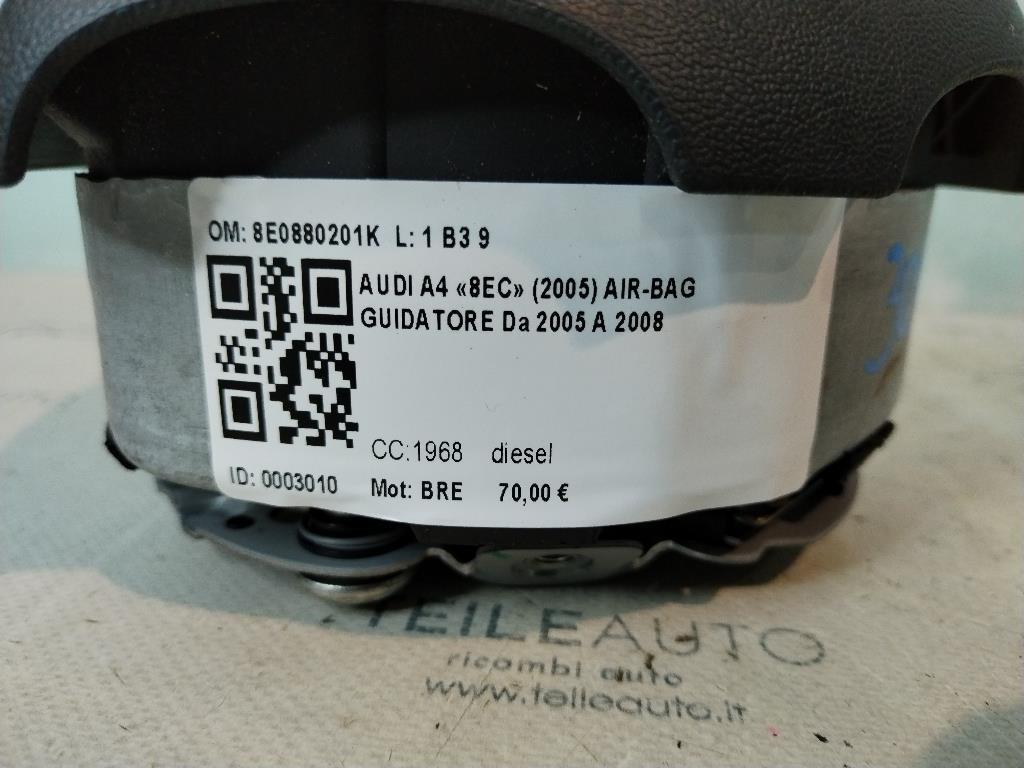 OM: 8E0880201K L: 1 B3 9
AUDI A4 «8EC» (2005) AIR-BAG
GUIDATORE Da 2005 A 2008
CC:1968 diesel
ID: 0003010 Mot: BRE 70,00 €
TEILEAUTO
ricambi auto
www.teileauto.it